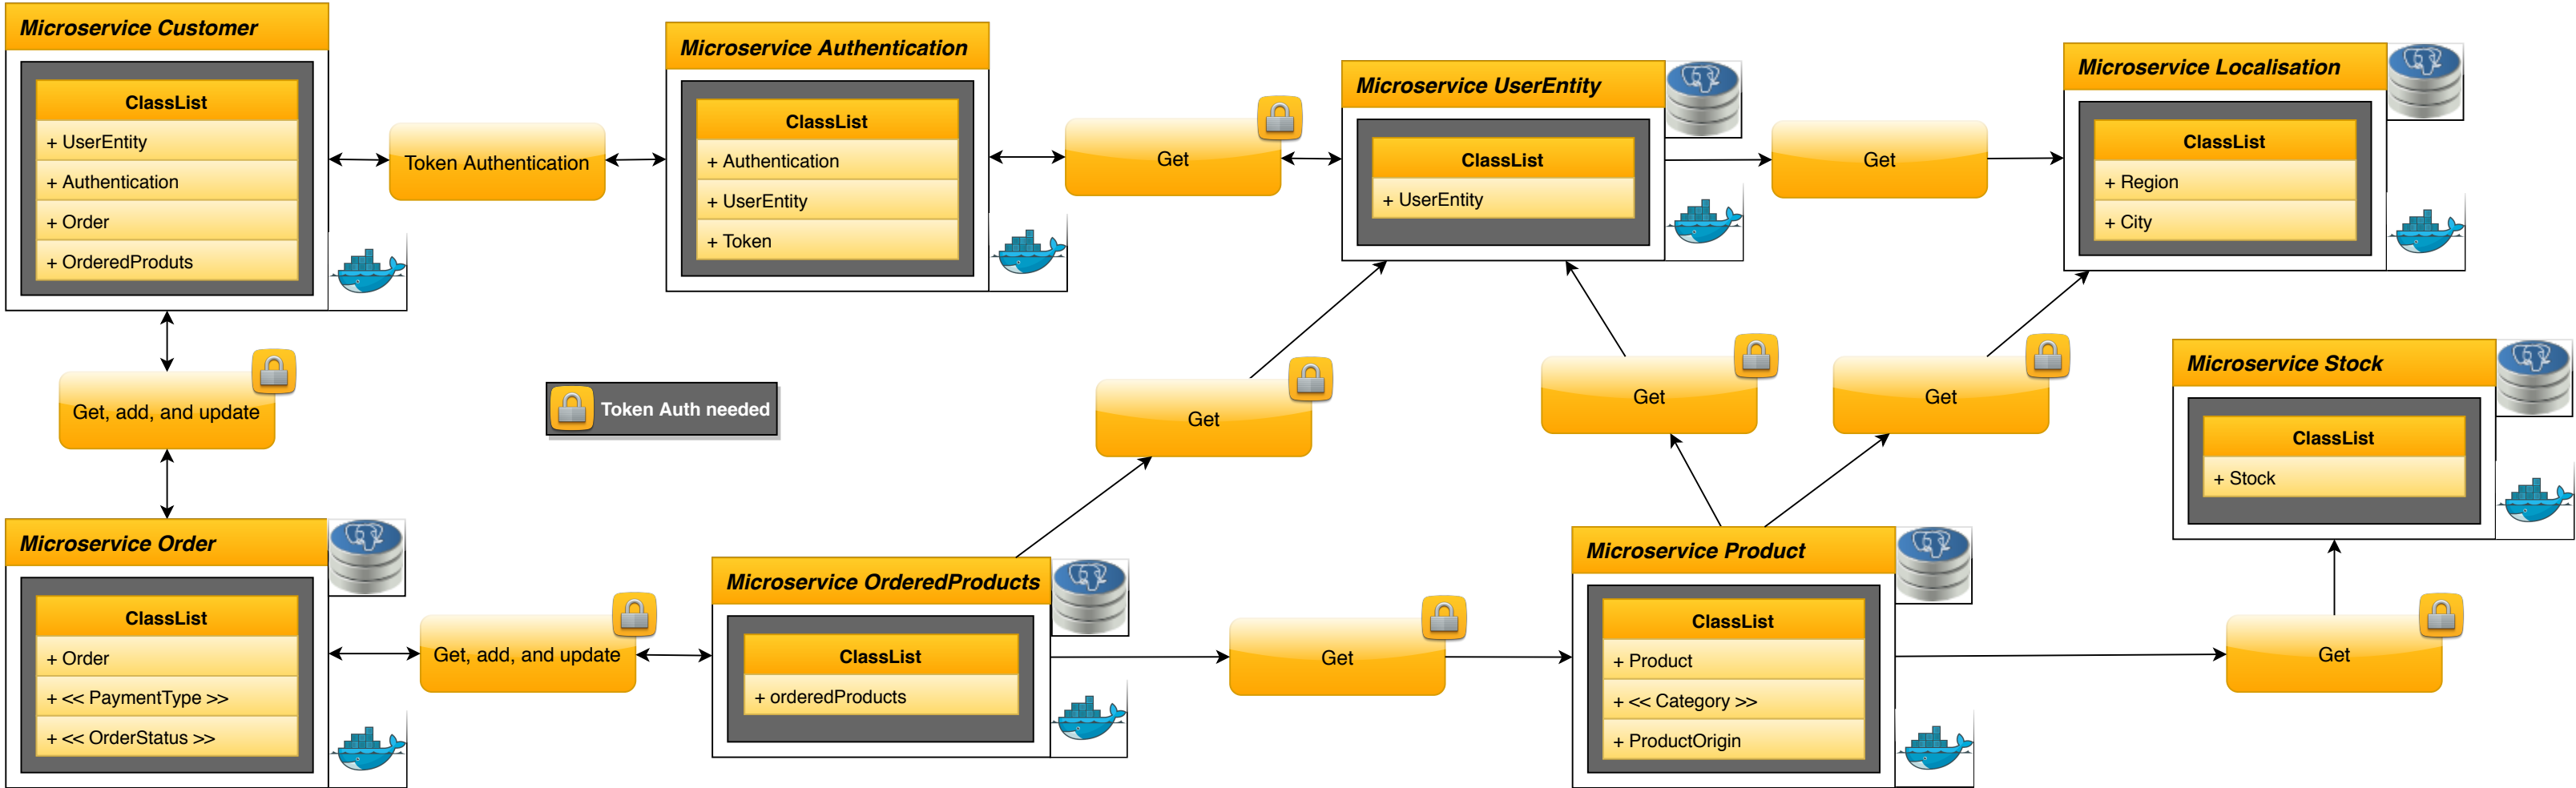 Microservice Customer
ClassList
+ UserEntity
+ Authentication
+ Order
+ OrderedProduts
Token Authentication
Microservice Authentication
ClassList
+ Authentication
+ UserEntity
+ Token
Get
Microservice UserEntity
ClassList
+ UserEntity
Get
Microservice Localisation
ClassList
+ Region
+ City
Get, add, and update
Token Auth needed
Get
Get
Get
Microservice Stock
ClassList
+ Stock
Microservice Order
ClassList
+ Order
+ << PaymentType >>
+ << OrderStatus >>
Get, add, and update
Microservice OrderedProducts
ClassList
+ orderedProducts
Get
Microservice Product
ClassList
+ Product
+ << Category >>
+ ProductOrigin
Get